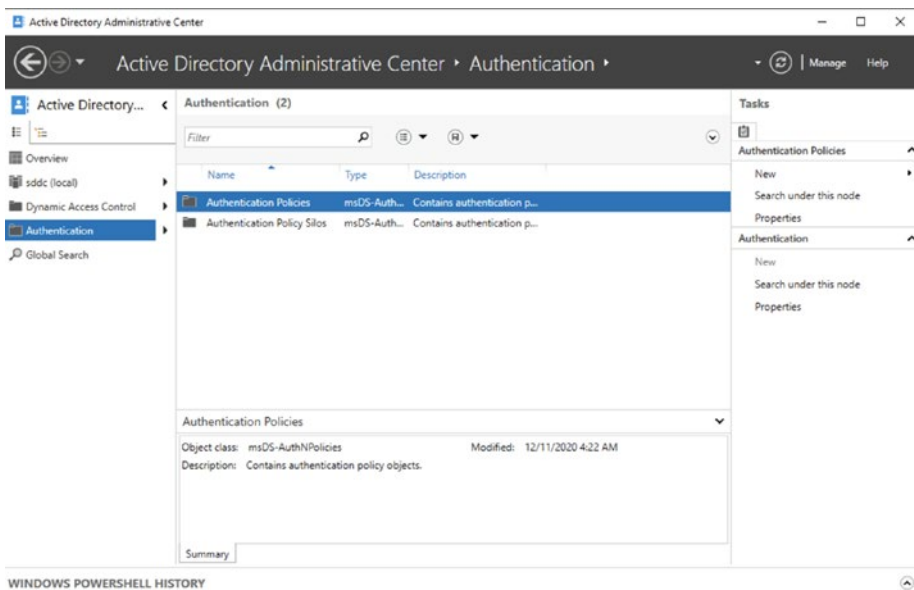 Active Directory Administrative Center
Active Directory Administrative Center • Authentication •
Manage Help
Active Directory...
Overview
sddc (local)
Dynamic Access Control
Authentication
Global Search
Authentication (2)
Filter
Name Type Description
Authentication Policies msDS-Auth... Contains authentication p...
Authentication Policy Silos msDS-Auth... Contains authentication p...
Authentication Policies
Object class: msDS-AuthNPolicies Modified: 12/11/2020 4:22 AM
Description: Contains authentication policy objects.
Summary
Tasks
Authentication Policies
New
Search under this node
Properties
Authentication
New
Search under this node
Properties
WINDOWS POWERSHELL HISTORY